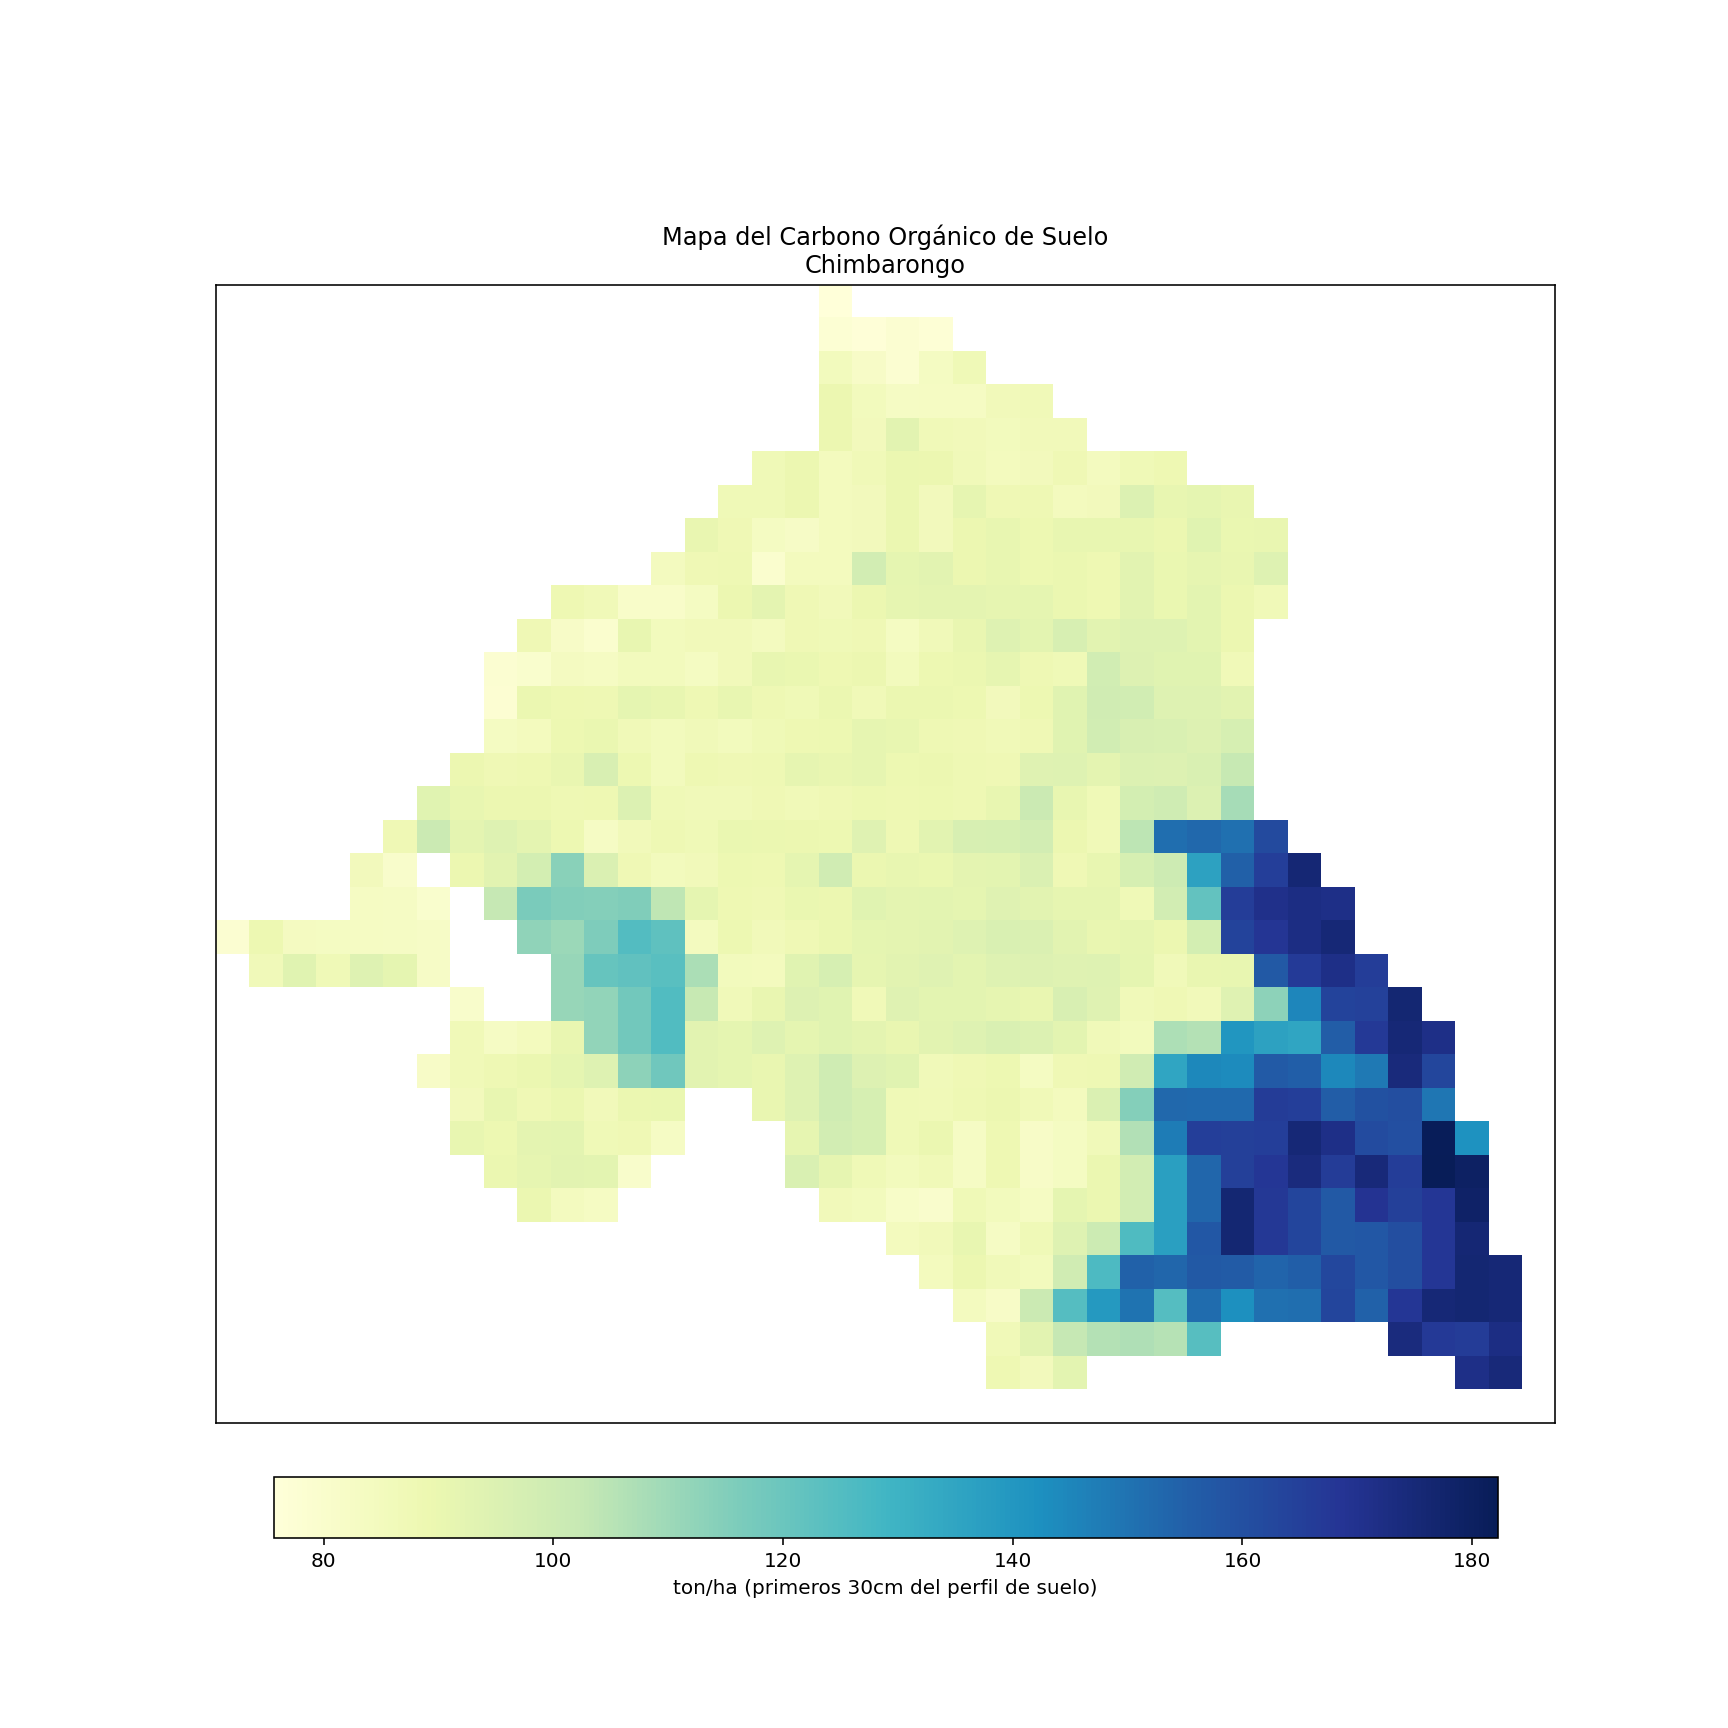 Mapa del Carbono Orgánico de Suelo
Chimbarongo
80 100 120 140 160 180
ton/ha (primeros 30cm del perfil de suelo)